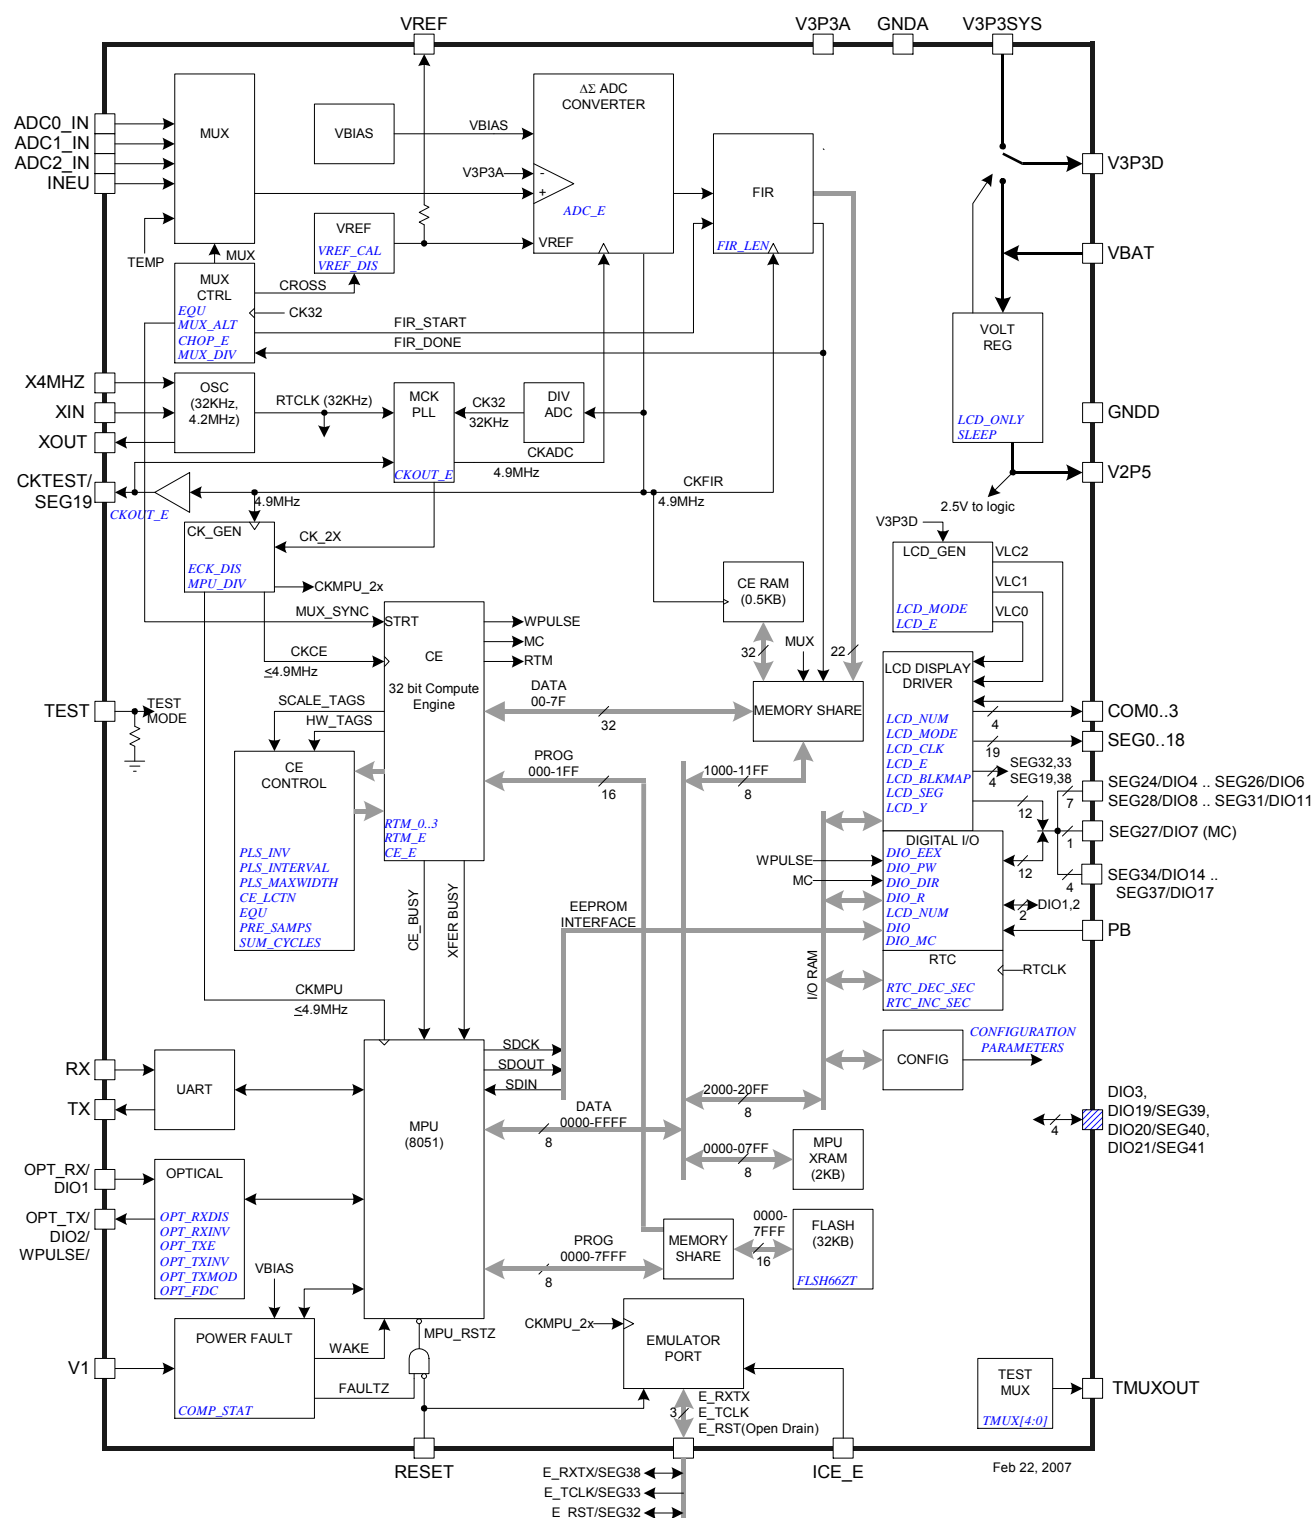 VREF
V3P3A
GNDA
V3P3SYS
ADC0_IN
ADC1_IN
ADC2_IN
INEU
MUX
VBIAS
VBIAS
ΔΣ ADC
CONVERTER
V3P3A
-
+
ADC_E
VREF
FIR
FIR_LEN
V3P3D
VREF
VREF_CAL
VREF_DIS
TEMP
MUX
MUX
CTRL
EQU
MUX_ALT
CHOP_E
MUX_DIV
CROSS
CK32
FIR_START
FIR_DONE
VBAT
VOLT
REG
LCD_ONLY
SLEEP
X4MHZ
XIN
XOUT
OSC
(32KHz,
4.2MHz)
RTCLK (32KHz)
MCK
PLL
CKOUT_E
CK32
32KHz
DIV
ADC
CKADC
4.9MHz
GNDD
V2P5
2.5V to logic
CKTEST/
SEG19
CKOUT_E
4.9MHz
CKFIR
4.9MHz
CK_GEN
ECK_DIS
MPU_DIV
CK_2X
CKMPU_2x
MUX_SYNC
CKCE
≤4.9MHz
STRT
CE
32 bit Compute
Engine
RTM_0..3
RTM_E
CE_E
WPULSE
MC
RTM
CE RAM
(0.5KB)
32
MUX
22
MEMORY SHARE
V3P3D
LCD_GEN
LCD_MODE
LCD_E
VLC2
VLC1
VLC0
LCD DISPLAY
DRIVER
LCD_NUM
LCD_MODE
LCD_CLK
LCD_E
LCD_BLKMAP
LCD_SEG
LCD_Y
TEST
TEST
MODE
SCALE_TAGS
HW_TAGS
DATA
00-7F
32
PROG
000-1FF
16
1000-11FF
8
4
COM0..3
19
SEG0..18
SEG32,33
4
SEG19,38
12
SEG24/DIO4 .. SEG26/DIO6
7
SEG28/DIO8 .. SEG31/DIO11
SEG27/DIO7 (MC)
1
SEG34/DIO14 ..
4
SEG37/DIO17
CE
CONTROL
PLS_INV
PLS_INTERVAL
PLS_MAXWIDTH
CE_LCTN
EQU
PRE_SAMPS
SUM_CYCLES
DIGITAL I/O
DIO_EEX
DIO_PW
DIO_DIR
DIO_R
LCD_NUM
DIO
DIO_MC
WPULSE
MC
12
2
DIO1,2
PB
CE_BUSY
XFER BUSY
EEPROM
INTERFACE
I/O RAM
RTC
RTC_DEC_SEC
RTC_INC_SEC
RTCLK
CKMPU
≤4.9MHz
CONFIG
CONFIGURATION
PARAMETERS
RX
TX
UART
MPU
(8051)
SDCK
SDOUT
SDIN
DATA
0000-FFFF
8
2000-20FF
8
0000-07FF
8
MPU
XRAM
(2KB)
4
DIO3,
DIO19/SEG39,
DIO20/SEG40,
DIO21/SEG41
OPT_RX/
DIO1
OPT_TX/
DIO2/
WPULSE/
OPTICAL
OPT_RXDIS
OPT_RXINV
OPT_TXE
OPT_TXINV
OPT_TXMOD
OPT_FDC
PROG
0000-7FFF
8
MEMORY
SHARE
0000-
7FFF
16
FLASH
(32KB)
FLSH66ZT
VBIAS
V1
POWER FAULT
COMP_STAT
WAKE
FAULTZ
MPU_RSTZ
CKMPU_2x
EMULATOR
PORT
3
E_RXTX
E_TCLK
E_RST(Open Drain)
TEST
MUX
TMUX[4:0]
TMUXOUT
RESET
ICE_E
Feb 22, 2007
E_RXTX/SEG38
E_TCLK/SEG33
E_RST/SEG32